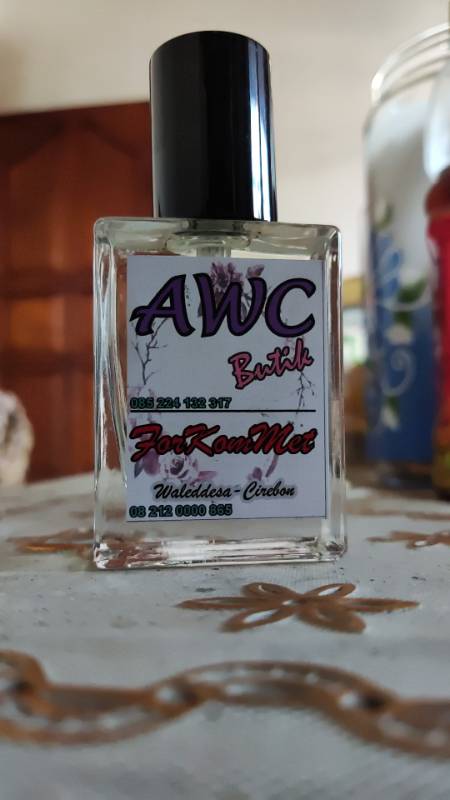 AWC
Butik
085 224 132 317
ForKomMet
Waleddesa-Cirebon
08 212 0000 865